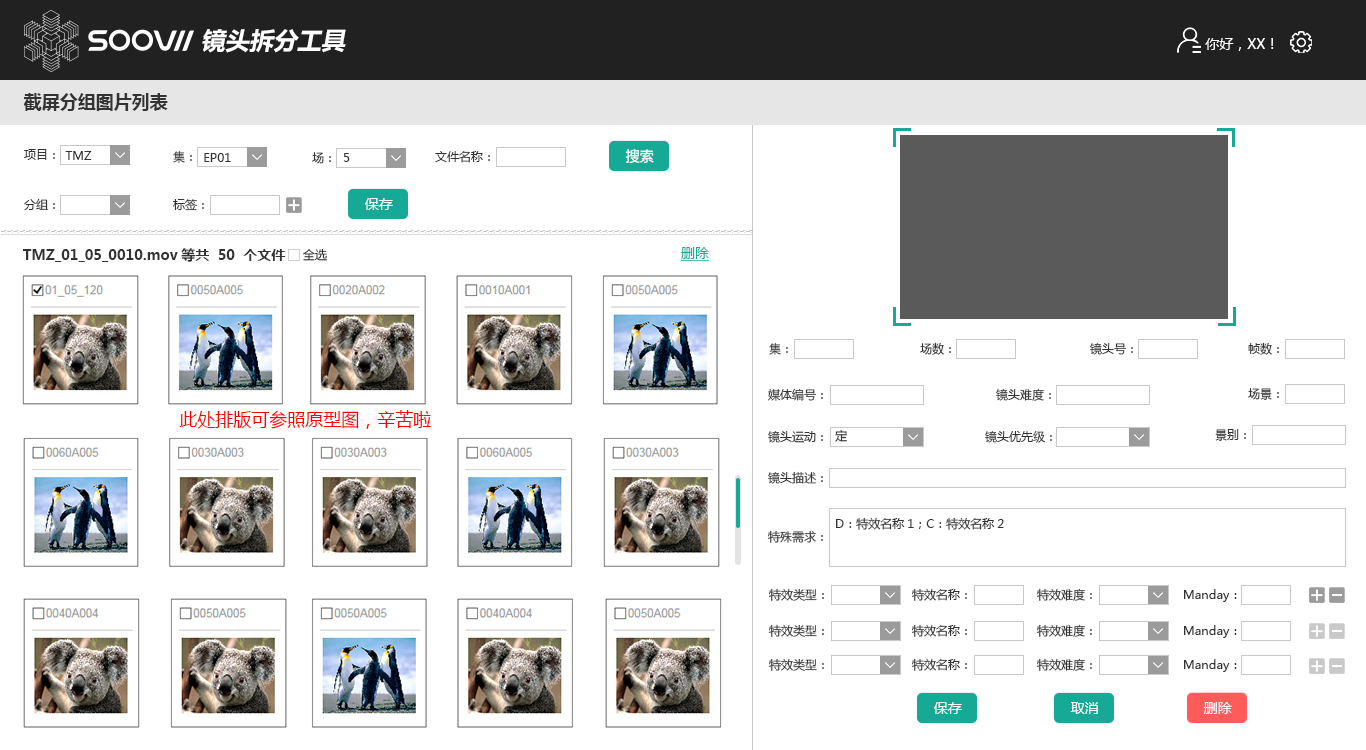 SOOVII 镜头拆分工具
你好，XX！
截屏分组图片列表
项目： TMZ
集： EP01
场： 5
文件名称：
搜索
分组：
标签：
保存
TMZ_01_05_0010.mov 等共 50 个文件 全选
删除
01_05_120
0050A005
0020A002
0010A001
0050A005
此处排版可参照原型图，辛苦啦
0060A005
0030A003
0030A003
0060A005
0030A003
0040A004
0050A005
0050A005
0040A004
0050A005
集：
场数：
镜头号：
帧数：
媒体编号：
镜头难度：
场景：
镜头运动： 定
镜头优先级：
景别：
镜头描述：
特殊需求： D：特效名称 1；C：特效名称 2
特效类型： 特效名称： 特效难度： Manday：
特效类型： 特效名称： 特效难度： Manday：
特效类型： 特效名称： 特效难度： Manday：
保存
取消
删除